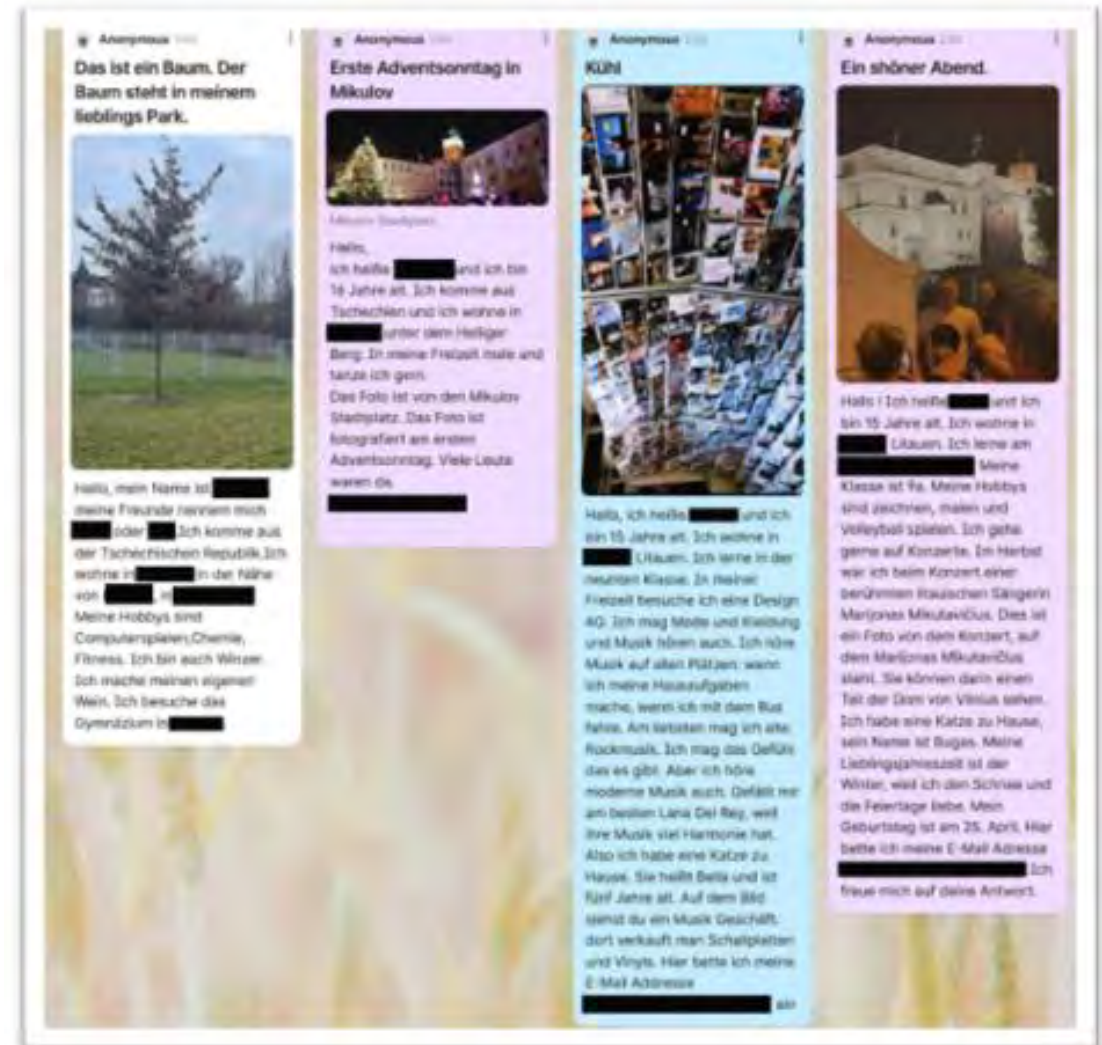 Anonymous
Das ist ein Baum. Der
Baum steht in meinem
lieblings Park.
Hallo, mein Name ist
meine Freunde nennem mich
oder Ich komme aus
der Tschechischen Republik.Ich
wohne in in der Nähe
von in
Meine Hobbys sind
Computerspielen,Chemie,
Fitness. Ich bin auch Winzer.
Ich mache meinen eigenen
Wein. Ich besuche das
Gymnázium in
Anonymous
Erste Adventsonntag in
Mikulov
Mikulov Stadtplatz
Hallo,
ich heiße und ich bin
16 Jahre alt. Ich komme aus
Tschechien und ich wohne in
unter dem Heiliger
Berg. In meine Freizeit male und
tanze ich gern.
Das Foto ist von den Mikulov
Stadtplatz. Das Foto ist
fotografiert am ersten
Adventsonntag. Viele Leute
waren da.
Anonymous
Kühl
Hallo, ich heiße und ich
bin 15 Jahre alt. Ich wohne in
Litauen. Ich lerne in der
neunten Klasse. In meiner
Freizeit besuche ich eine Design
AG. Ich mag Mode und Kleidung
und Musik hören auch. Ich höre
Musik auf allen Plätzen: wann
ich meine Hausaufgaben
mache, wenn ich mit dem Bus
fahre. Am liebsten mag ich alte
Rockmusik. Ich mag das Gefühl
das es gibt. Aber ich höre
moderne Musik auch. Gefällt mir
am besten Lana Del Rey, weil
ihre Musik viel Harmonie hat.
Also ich habe eine Katze zu
Hause. Sie heißt Bella und ist
fünf Jahre alt. Auf dem Bild
siehst du ein Musik Geschäft,
dort verkauft man Schallplatten
und Vinyls. Hier bette ich meine
E-Mail Addresse
ein
Anonymous
Ein shöner Abend.
Hallo ! Ich heiße und ich
bin 15 Jahre alt. Ich wohne in
Litauen. Ich lerne am
Meine
Klasse ist 9a. Meine Hobbys
sind zeichnen, malen und
Volleyball spielen. Ich gehe
gerne auf Konzerte. Im Herbst
war ich beim Konzert einer
berühmten litauischen Sängerin
Marijonas Mikutavičius. Dies ist
ein Foto von dem Konzert, auf
dem Marijonas Mikutavičius
Sie können darin einen
Teil der Dom von Vilnius sehen.
Ich habe eine Katze zu Hause,
sein Name ist Bugas. Meine
Lieblingsjahreszeit ist der
Winter, weil ich den Schnee und
die Feiertage liebe. Mein
Geburtstag ist am 25. April. Hier
bette ich meine E-Mail Adresse
Ich
freue mich auf deine Antwort.